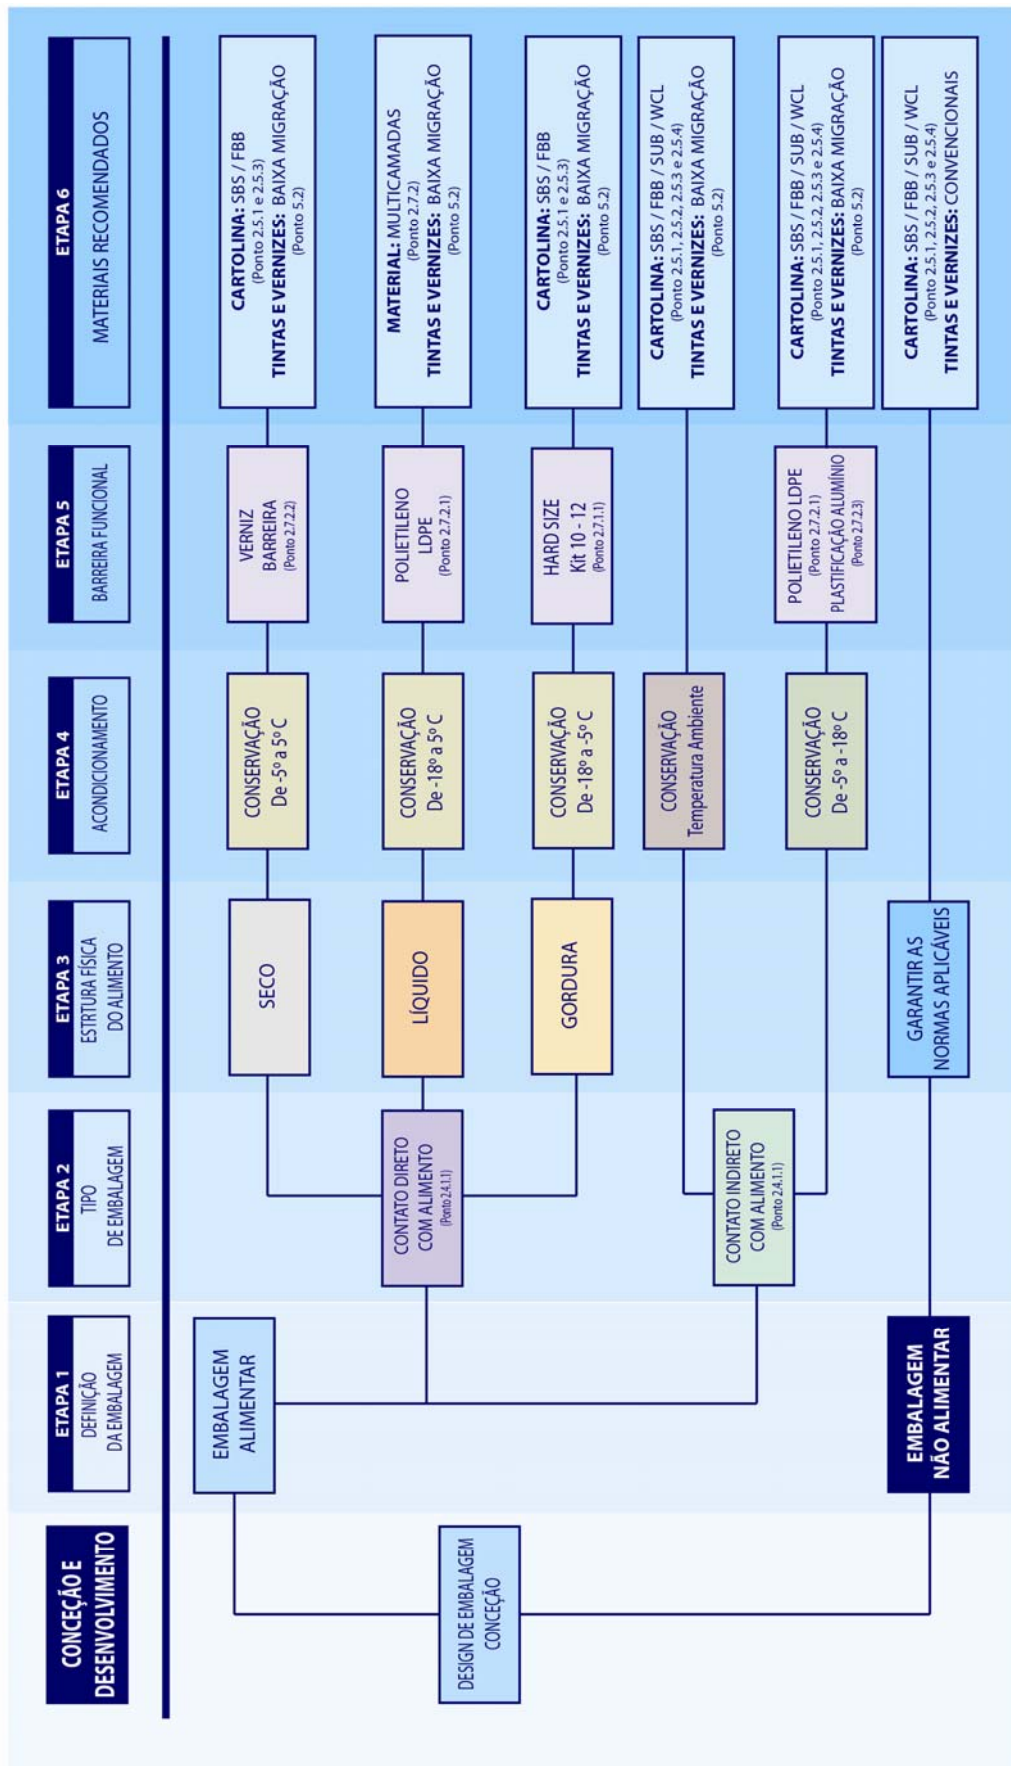 CONCEÇÃO E
DESENVOLVIMENTO
ETAPA 1
DEFINIÇÃO
DA EMBALAGEM
ETAPA 2
TIPO
DE EMBALAGEM
ETAPA 3
ESTRTURA FÍSICA
DO ALIMENTO
ETAPA 4
ACONDICIONAMENTO
ETAPA 5
BARREIRA FUNCIONAL
ETAPA 6
MATERIAIS RECOMENDADOS
DESIGN DE EMBALAGEM
CONCEÇÃO
EMBALAGEM
ALIMENTAR
CONTATO DIRETO
COM ALIMENTO
(Ponto 2.4.1.1)
SECO
CONSERVAÇÃO
De -5º a 5º C
VERNIZ
BARREIRA
(Ponto 2.7.2.2)
CARTOLINA: SBS / FBB
(Ponto 2.5.1 e 2.5.3)
TINTAS E VERNIZES: BAIXA MIGRAÇÃO
(Ponto 5.2)
LÍQUIDO
CONSERVAÇÃO
De -18º a 5º C
POLIETILENO
LDPE
(Ponto 2.7.2.1)
MATERIAL: MULTICAMADAS
(Ponto 2.7.2)
TINTAS E VERNIZES: BAIXA MIGRAÇÃO
(Ponto 5.2)
GORDURA
CONSERVAÇÃO
De -18º a -5º C
HARD SIZE
Kit 10 - 12
(Ponto 2.7.1.1)
CARTOLINA: SBS / FBB
(Ponto 2.5.1 e 2.5.3)
TINTAS E VERNIZES: BAIXA MIGRAÇÃO
(Ponto 5.2)
CONTATO INDIRETO
COM ALIMENTO
(Ponto 2.4.1.1)
CONSERVAÇÃO
Temperatura Ambiente
CARTOLINA: SBS / FBB / SUB / WCL
(Ponto 2.5.1, 2.5.2, 2.5.3 e 2.5.4)
TINTAS E VERNIZES: BAIXA MIGRAÇÃO
(Ponto 5.2)
CONSERVAÇÃO
De -5º a -18º C
POLIETILENO LDPE
(Ponto 2.7.2.1)
PLASTIFICAÇÃO ALUMÍNIO
(Ponto 2.7.2.3)
CARTOLINA: SBS / FBB / SUB / WCL
(Ponto 2.5.1, 2.5.2, 2.5.3 e 2.5.4)
TINTAS E VERNIZES: BAIXA MIGRAÇÃO
(Ponto 5.2)
EMBALAGEM
NÃO ALIMENTAR
GARANTIR AS
NORMAS APLICÁVEIS
CARTOLINA: SBS / FBB / SUB / WCL
(Ponto 2.5.1, 2.5.2, 2.5.3 e 2.5.4)
TINTAS E VERNIZES: CONVENCIONAIS